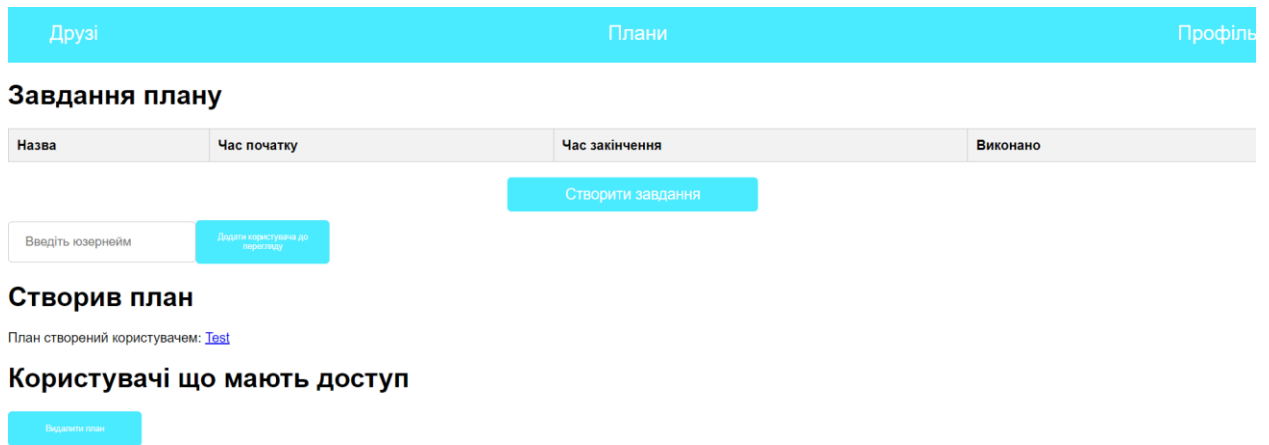 Друзі Плани Профіль
Завдання плану
Назва Час початку Час закінчення Виконано
Створити завдання
Введіть юзернейм
Додати користувача до
перегляду
Створив план
План створений користувачем: Test
Користувачі що мають доступ
Видалити план